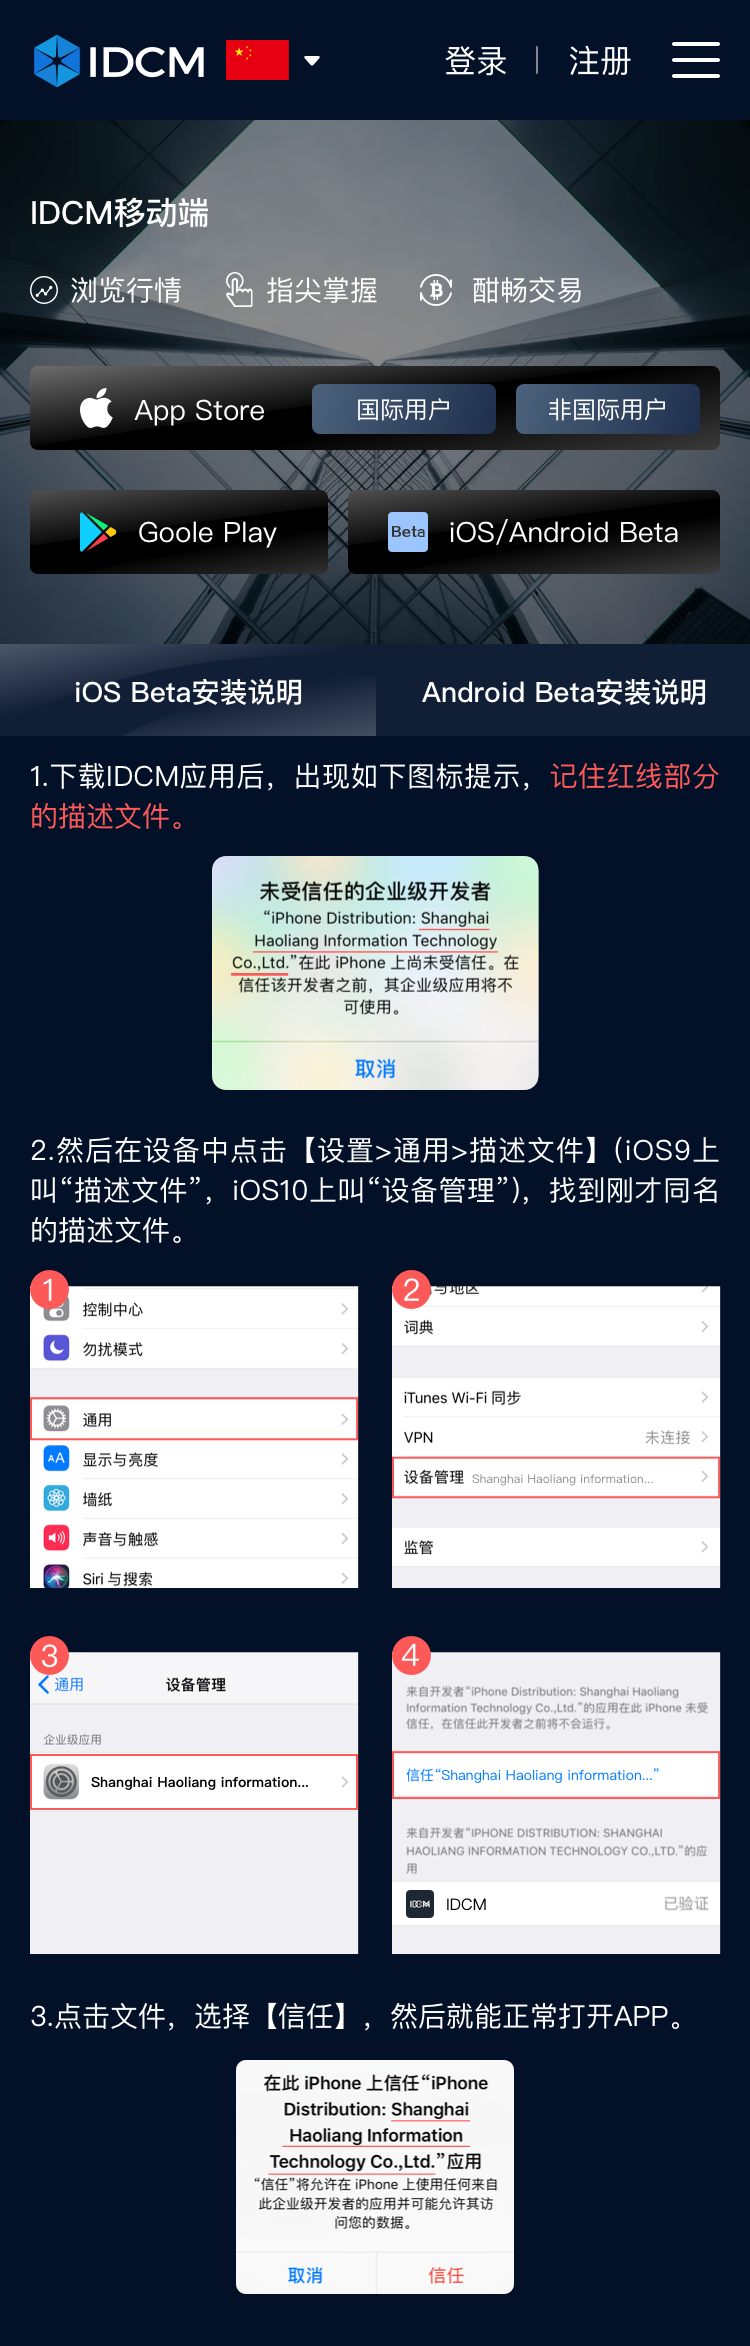 IDCM
登录
注册
IDCM移动端
浏览行情
指尖掌握
酣畅交易
App Store
国际用户
非国际用户
Goole Play
Beta
iOS/Android Beta
iOS Beta安装说明
Android Beta安装说明
1.下载IDCM应用后，出现如下图标提示，记住红线部分
的描述文件。
未受信任的企业级开发者
“iPhone Distribution: Shanghai
Haoliang Information Technology
Co.,Ltd.”在此 iPhone 上尚未受信任。在
信任该开发者之前，其企业级应用将不
可使用。
取消
2.然后在设备中点击【设置>通用>描述文件】(iOS9上
叫“描述文件”，iOS10上叫“设备管理”)，找到刚才同名
的描述文件。
1
控制中心
勿扰模式
通用
AA
显示与亮度
墙纸
声音与触感
Siri 与搜索
2
与地区
词典
iTunes Wi-Fi 同步
VPN
未连接
设备管理 Shanghai Haoliang information...
监管
3
通用
设备管理
企业级应用
Shanghai Haoliang information...
4
来自开发者“iPhone Distribution: Shanghai Haoliang
Information Technology Co.,Ltd.”的应用在此 iPhone 未受
信任，在信任此开发者之前将不会运行。
信任“Shanghai Haoliang information...”
来自开发者“IPHONE DISTRIBUTION: SHANGHAI
HAOLIANG INFORMATION TECHNOLOGY CO.,LTD.”的应
用
IDCM
IDCM
已验证
3.点击文件，选择【信任】，然后就能正常打开APP。
在此 iPhone 上信任“iPhone
Distribution: Shanghai
Haoliang Information
Technology Co.,Ltd.”应用
“信任”将允许在 iPhone 上使用任何来自
此企业级开发者的应用并可能允许其访
问您的数据。
取消
信任